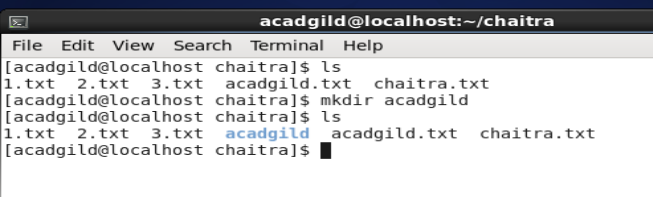 acadgild@localhost:~/chaitra
File Edit View Search Terminal Help
[acadgild@localhost chaitra]$ ls
1.txt  2.txt  3.txt  acadgild.txt  chaitra.txt
[acadgild@localhost chaitra]$ mkdir acadgild
[acadgild@localhost chaitra]$ ls
1.txt  2.txt  3.txt  acadgild  acadgild.txt  chaitra.txt
[acadgild@localhost chaitra]$